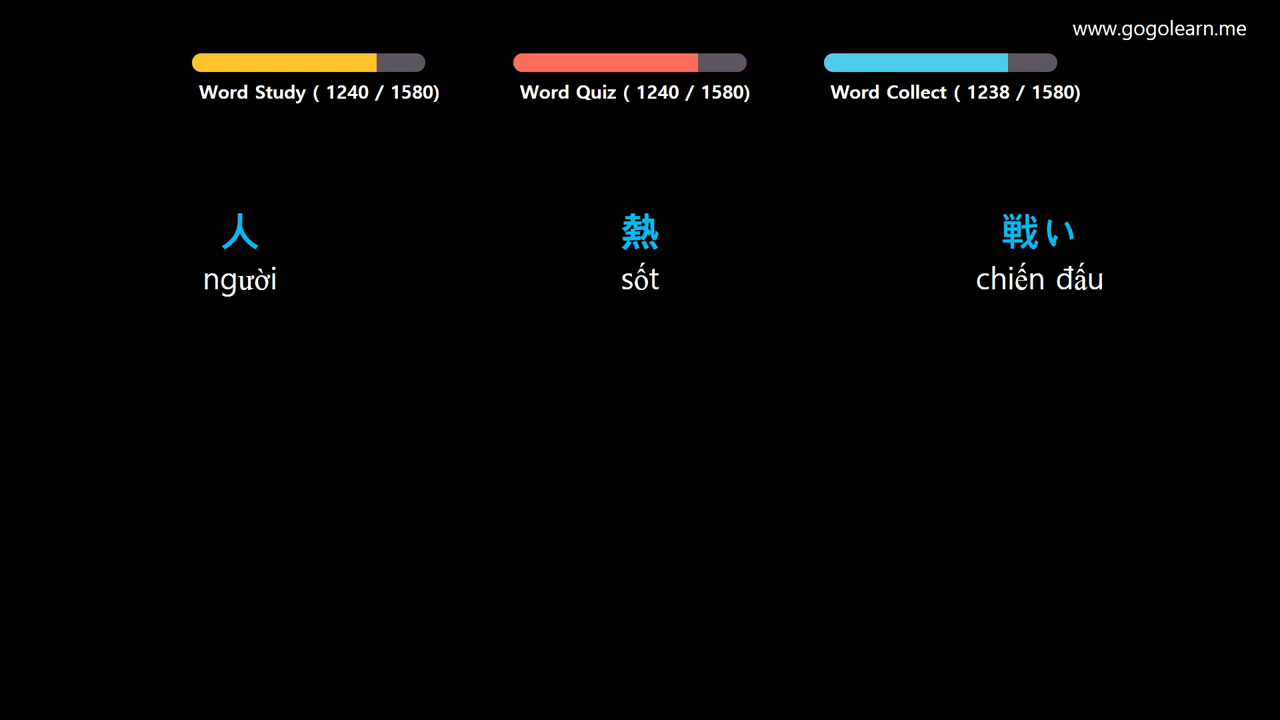 www.gogolearn.me
Word Study ( 1240 / 1580)
Word Quiz ( 1240 / 1580)
Word Collect ( 1238 / 1580)
人
người
熱
sốt
戦い
chiến đấu